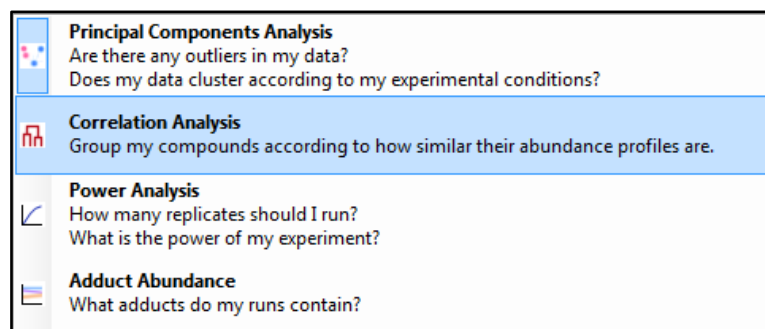 Principal Components Analysis
Are there any outliers in my data?
Does my data cluster according to my experimental conditions?
Correlation Analysis
Group my compounds according to how similar their abundance profiles are.
Power Analysis
How many replicates should I run?
What is the power of my experiment?
Adduct Abundance
What adducts do my runs contain?